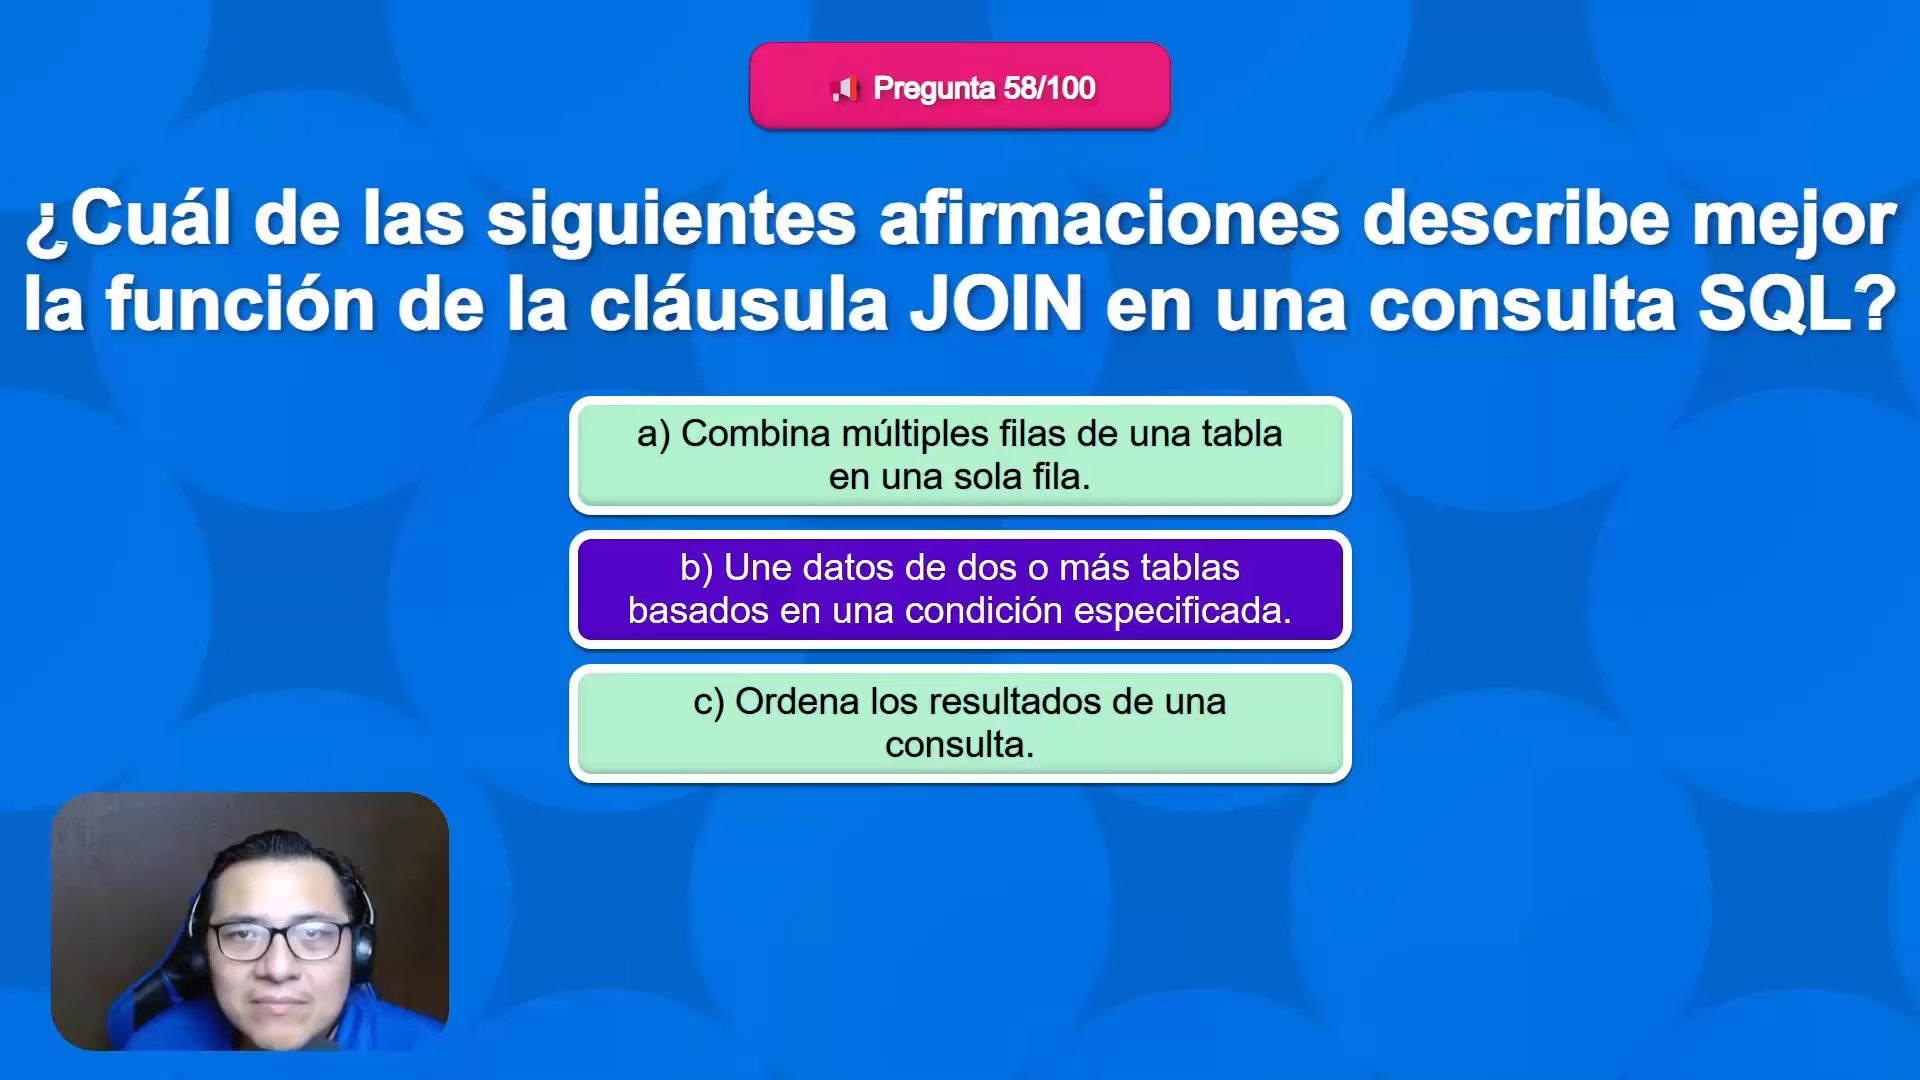 Pregunta 58/100
¿Cuál de las siguientes afirmaciones describe mejor
la función de la cláusula JOIN en una consulta SQL?
a) Combina múltiples filas de una tabla
en una sola fila.
b) Une datos de dos o más tablas
basados en una condición especificada.
c) Ordena los resultados de una
consulta.